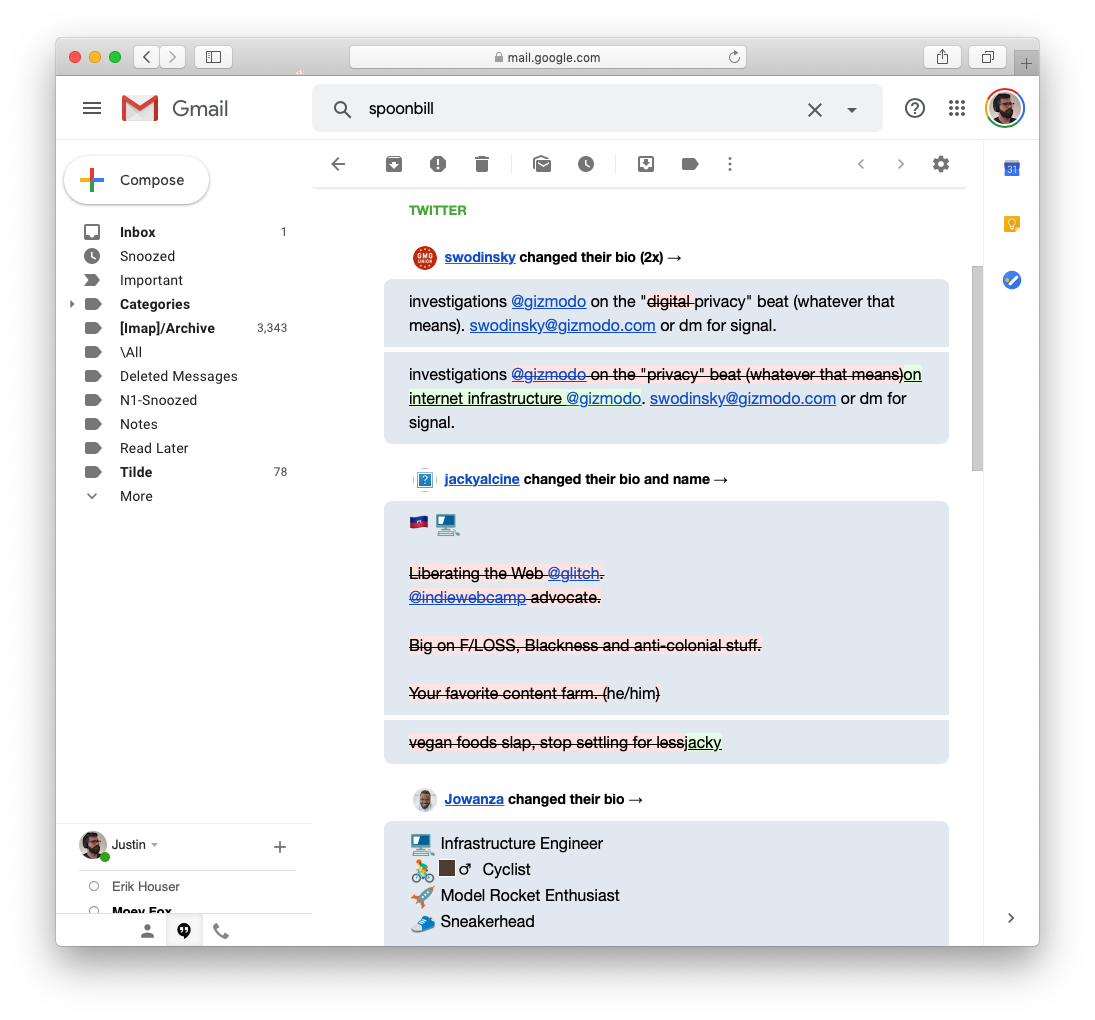 mail.google.com
Gmail
spoonbill
Compose
Inbox 1
Snoozed
Important
Categories
[Imap]/Archive 3,343
\All
Deleted Messages
N1-Snoozed
Notes
Read Later
Tilde 78
More
Justin
Erik Houser
Moey Fox
31
TWITTER
GMG
UNION
swodinsky changed their bio (2x) →
investigations @gizmodo on the "digital privacy" beat (whatever that
means). swodinsky@gizmodo.com or dm for signal.
investigations @gizmodo on the "privacy" beat (whatever that means)on
internet infrastructure @gizmodo. swodinsky@gizmodo.com or dm for
signal.
jackyalcine changed their bio and name →
🇭🇹 🖥️
Liberating the Web @glitch.
@indiewebcamp advocate.
Big on F/LOSS, Blackness and anti-colonial stuff.
Your favorite content farm. (he/him)
vegan foods slap, stop settling for lessjacky
Jowanza changed their bio →
🖥️ Infrastructure Engineer
🚴🏿♂ Cyclist
🚀 Model Rocket Enthusiast
👟 Sneakerhead